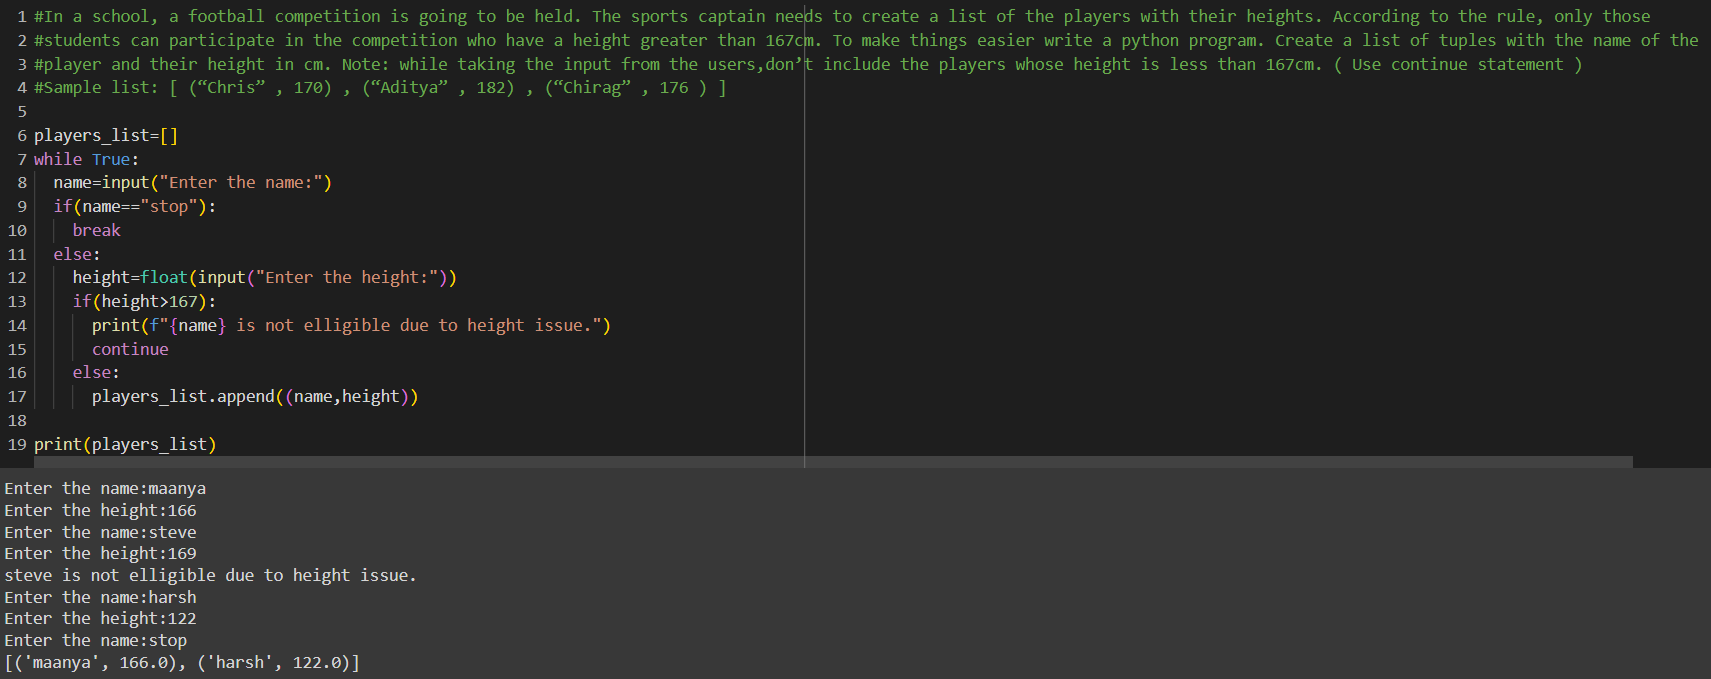 1 #In a school, a football competition is going to be held. The sports captain needs to create a list of the players with their heights. According to the rule, only those
2 #students can participate in the competition who have a height greater than 167cm. To make things easier write a python program. Create a list of tuples with the name of the
3 #player and their height in cm. Note: while taking the input from the users,don’t include the players whose height is less than 167cm. ( Use continue statement )
4 #Sample list: [ (“Chris” , 170) , (“Aditya” , 182) , (“Chirag” , 176 ) ]
5
6 players_list=[]
7 while True:
8   name=input("Enter the name:")
9   if(name=="stop"):
10     break
11   else:
12     height=float(input("Enter the height:"))
13     if(height>167):
14       print(f"{name} is not elligible due to height issue.")
15       continue
16     else:
17       players_list.append((name,height))
18
19 print(players_list)
Enter the name:maanya
Enter the height:166
Enter the name:steve
Enter the height:169
steve is not elligible due to height issue.
Enter the name:harsh
Enter the height:122
Enter the name:stop
[('maanya', 166.0), ('harsh', 122.0)]